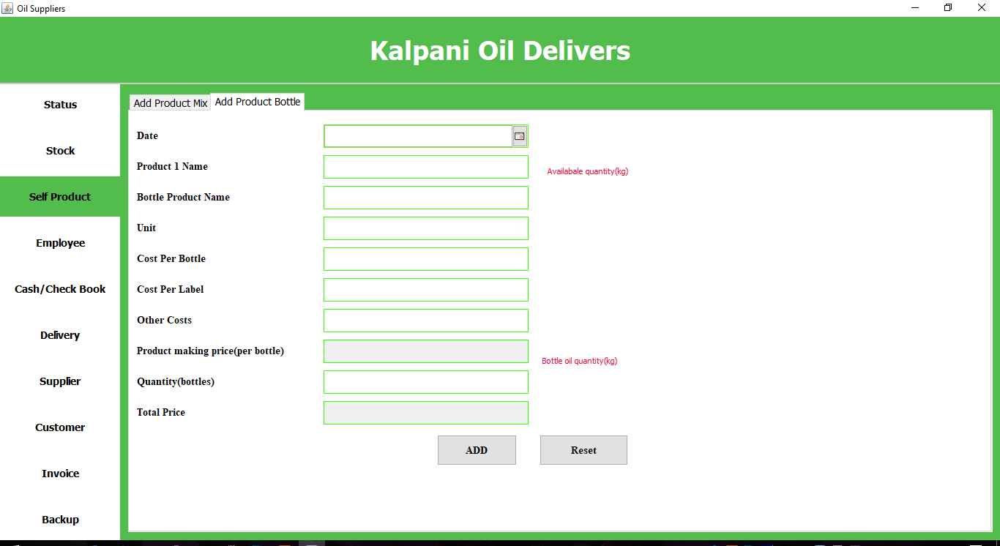 Oil Suppliers
Kalpani Oil Delivers
Status
Stock
Self Product
Employee
Cash/Check Book
Delivery
Supplier
Customer
Invoice
Backup
Add Product Mix
Add Product Bottle
Date
Product 1 Name
Availabale quantity(kg)
Bottle Product Name
Unit
Cost Per Bottle
Cost Per Label
Other Costs
Product making price(per bottle)
Bottle oil quantity(kg)
Quantity(bottles)
Total Price
ADD
Reset